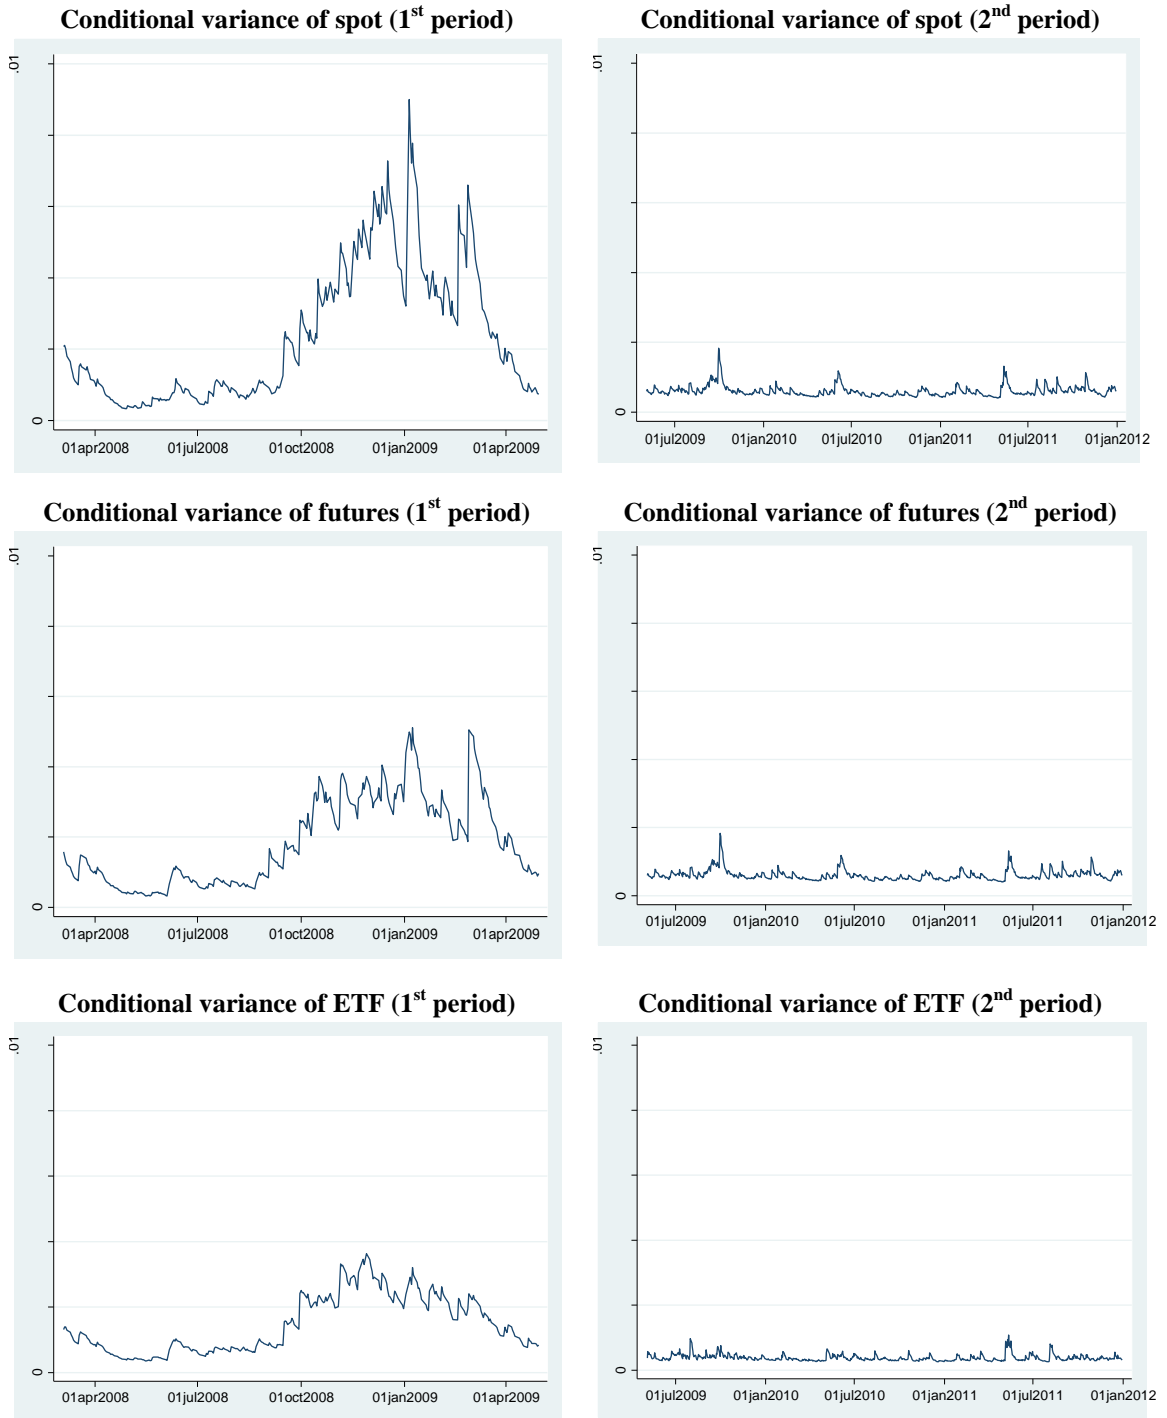 Conditional variance of spot (1st period)
.01
0
01apr2008 01jul2008 01oct2008 01jan2009 01apr2009
Conditional variance of spot (2nd period)
.01
0
01jul2009 01jan2010 01jul2010 01jan2011 01jul2011 01jan2012
Conditional variance of futures (1st period)
.01
0
01apr2008 01jul2008 01oct2008 01jan2009 01apr2009
Conditional variance of futures (2nd period)
.01
0
01jul2009 01jan2010 01jul2010 01jan2011 01jul2011 01jan2012
Conditional variance of ETF (1st period)
.01
0
01apr2008 01jul2008 01oct2008 01jan2009 01apr2009
Conditional variance of ETF (2nd period)
.01
0
01jul2009 01jan2010 01jul2010 01jan2011 01jul2011 01jan2012